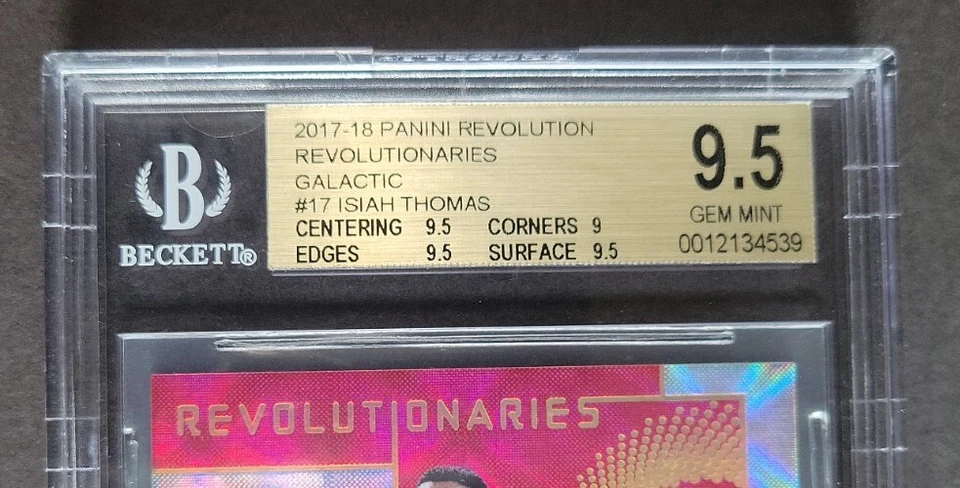 2017-18 PANINI REVOLUTION
REVOLUTIONARIES
GALACTIC
#17 ISIAH THOMAS
CENTERING 9.5 CORNERS 9
EDGES 9.5 SURFACE 9.5
9.5
GEM MINT
0012134539
B
BECKETT®
REVOLUTIONARIES